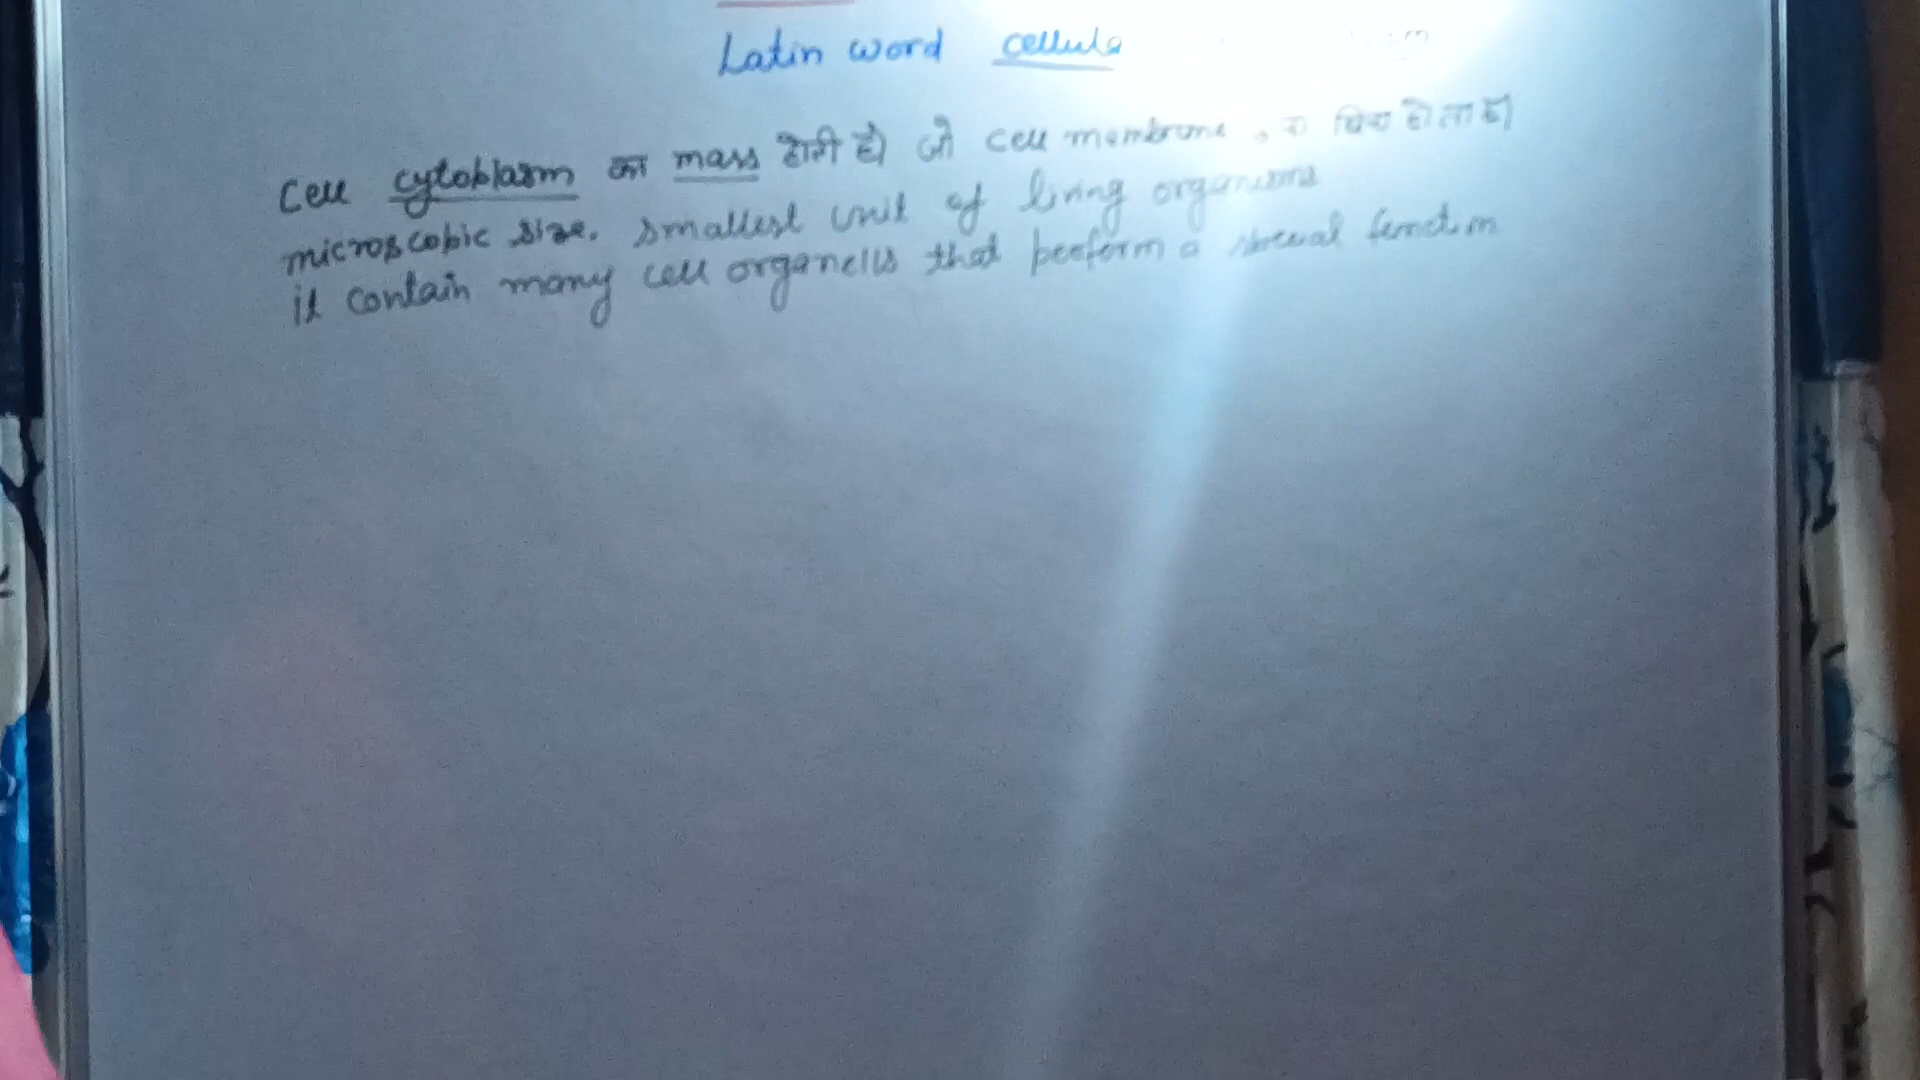 Latin word cellula
Cell cytoplasm का mass होती है। जो cell membrane से घिरा होता है।
microscopic size. smallest unit of living organisms
it contain many cell organells that perform a special function